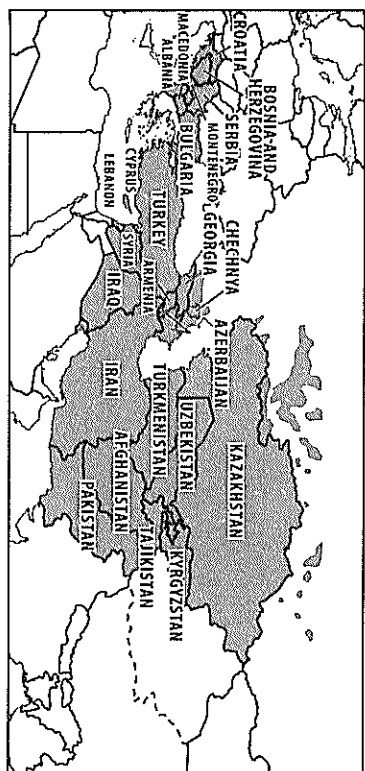 CROATIA
BOSNIA AND
HERZEGOVINA
SERBIA
MONTENEGRO
MACEDONIA
ALBANIA
BULGARIA
GEORGIA
CHECHNYA
ARMENIA
AZERBAIJAN
TURKEY
CYPRUS
LEBANON
SYRIA
IRAQ
IRAN
KAZAKHSTAN
UZBEKISTAN
TURKMENISTAN
KYRGYZSTAN
TAJIKISTAN
AFGHANISTAN
PAKISTAN